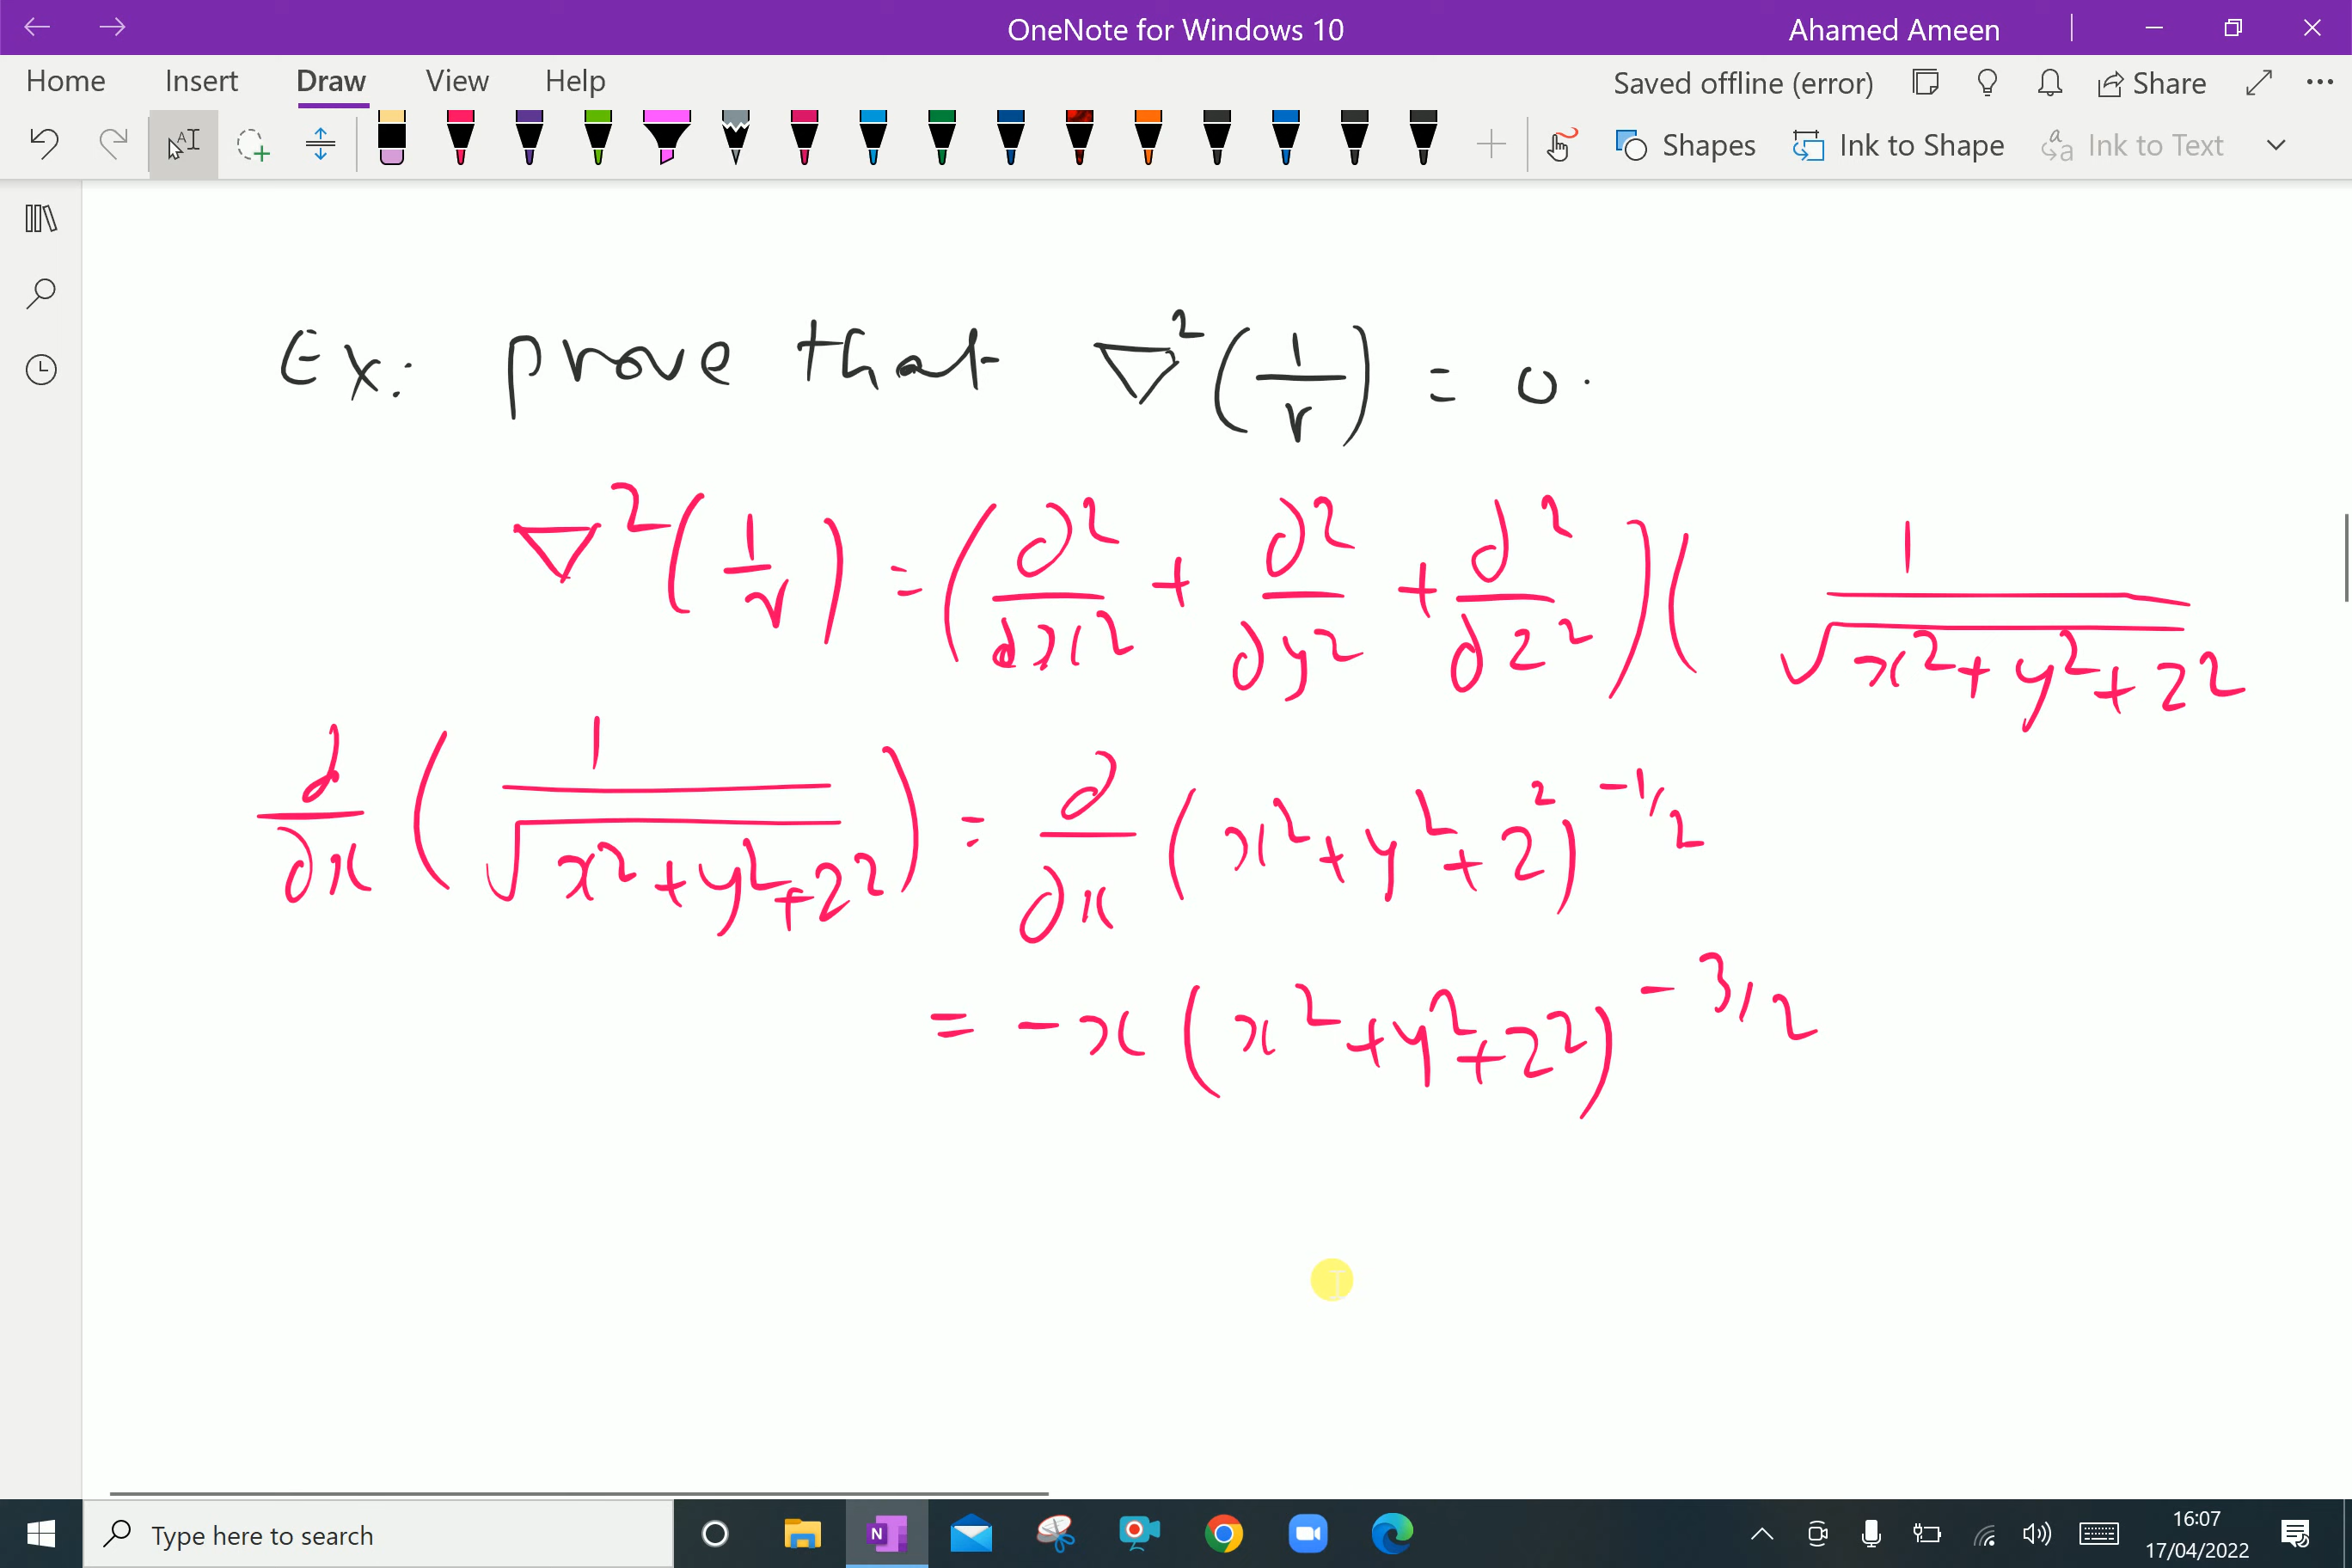 OneNote for Windows 10 Ahamed Ameen
Home Insert Draw View Help Saved offline (error) Share
Shapes Ink to Shape Ink to Text
Ex: prove that ∇²(1/r) = 0.
∇²(1/r) = (∂²/∂x² + ∂²/∂y² + ∂²/∂z²)(1/√(x²+y²+z²)
∂/∂x (1/√(x²+y²+z²)) = ∂/∂x (x²+y²+z²)^(-1/2)
= -x (x²+y²+z²)^(-3/2)
Type here to search
16:07
17/04/2022